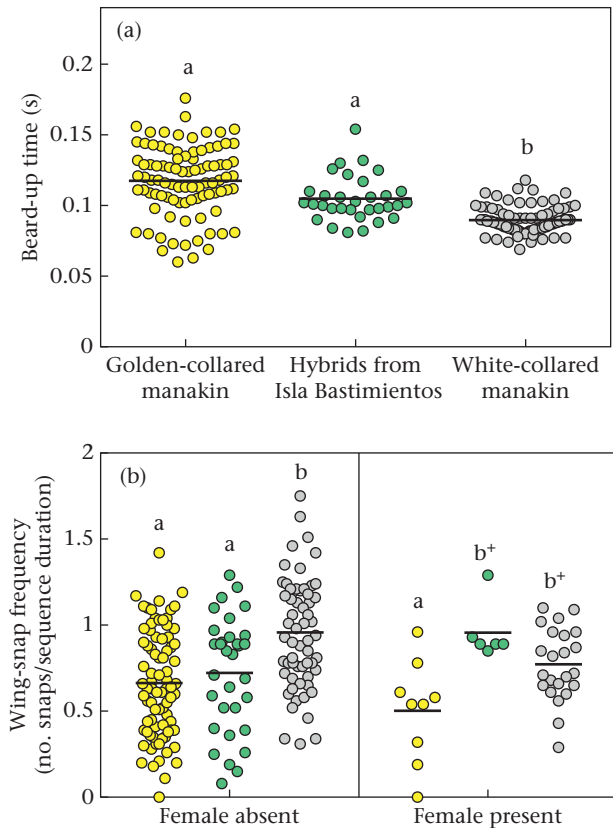 (a)
Beard-up time (s)
0.2
0.15
0.1
0.05
0
a
a
b
Golden-collared
manakin
Hybrids from
Isla Bastimientos
White-collared
manakin
(b)
Wing-snap frequency
(no. snaps/sequence duration)
2
1.5
1
0.5
0
a
a
b
a
b+
b+
Female absent
Female present